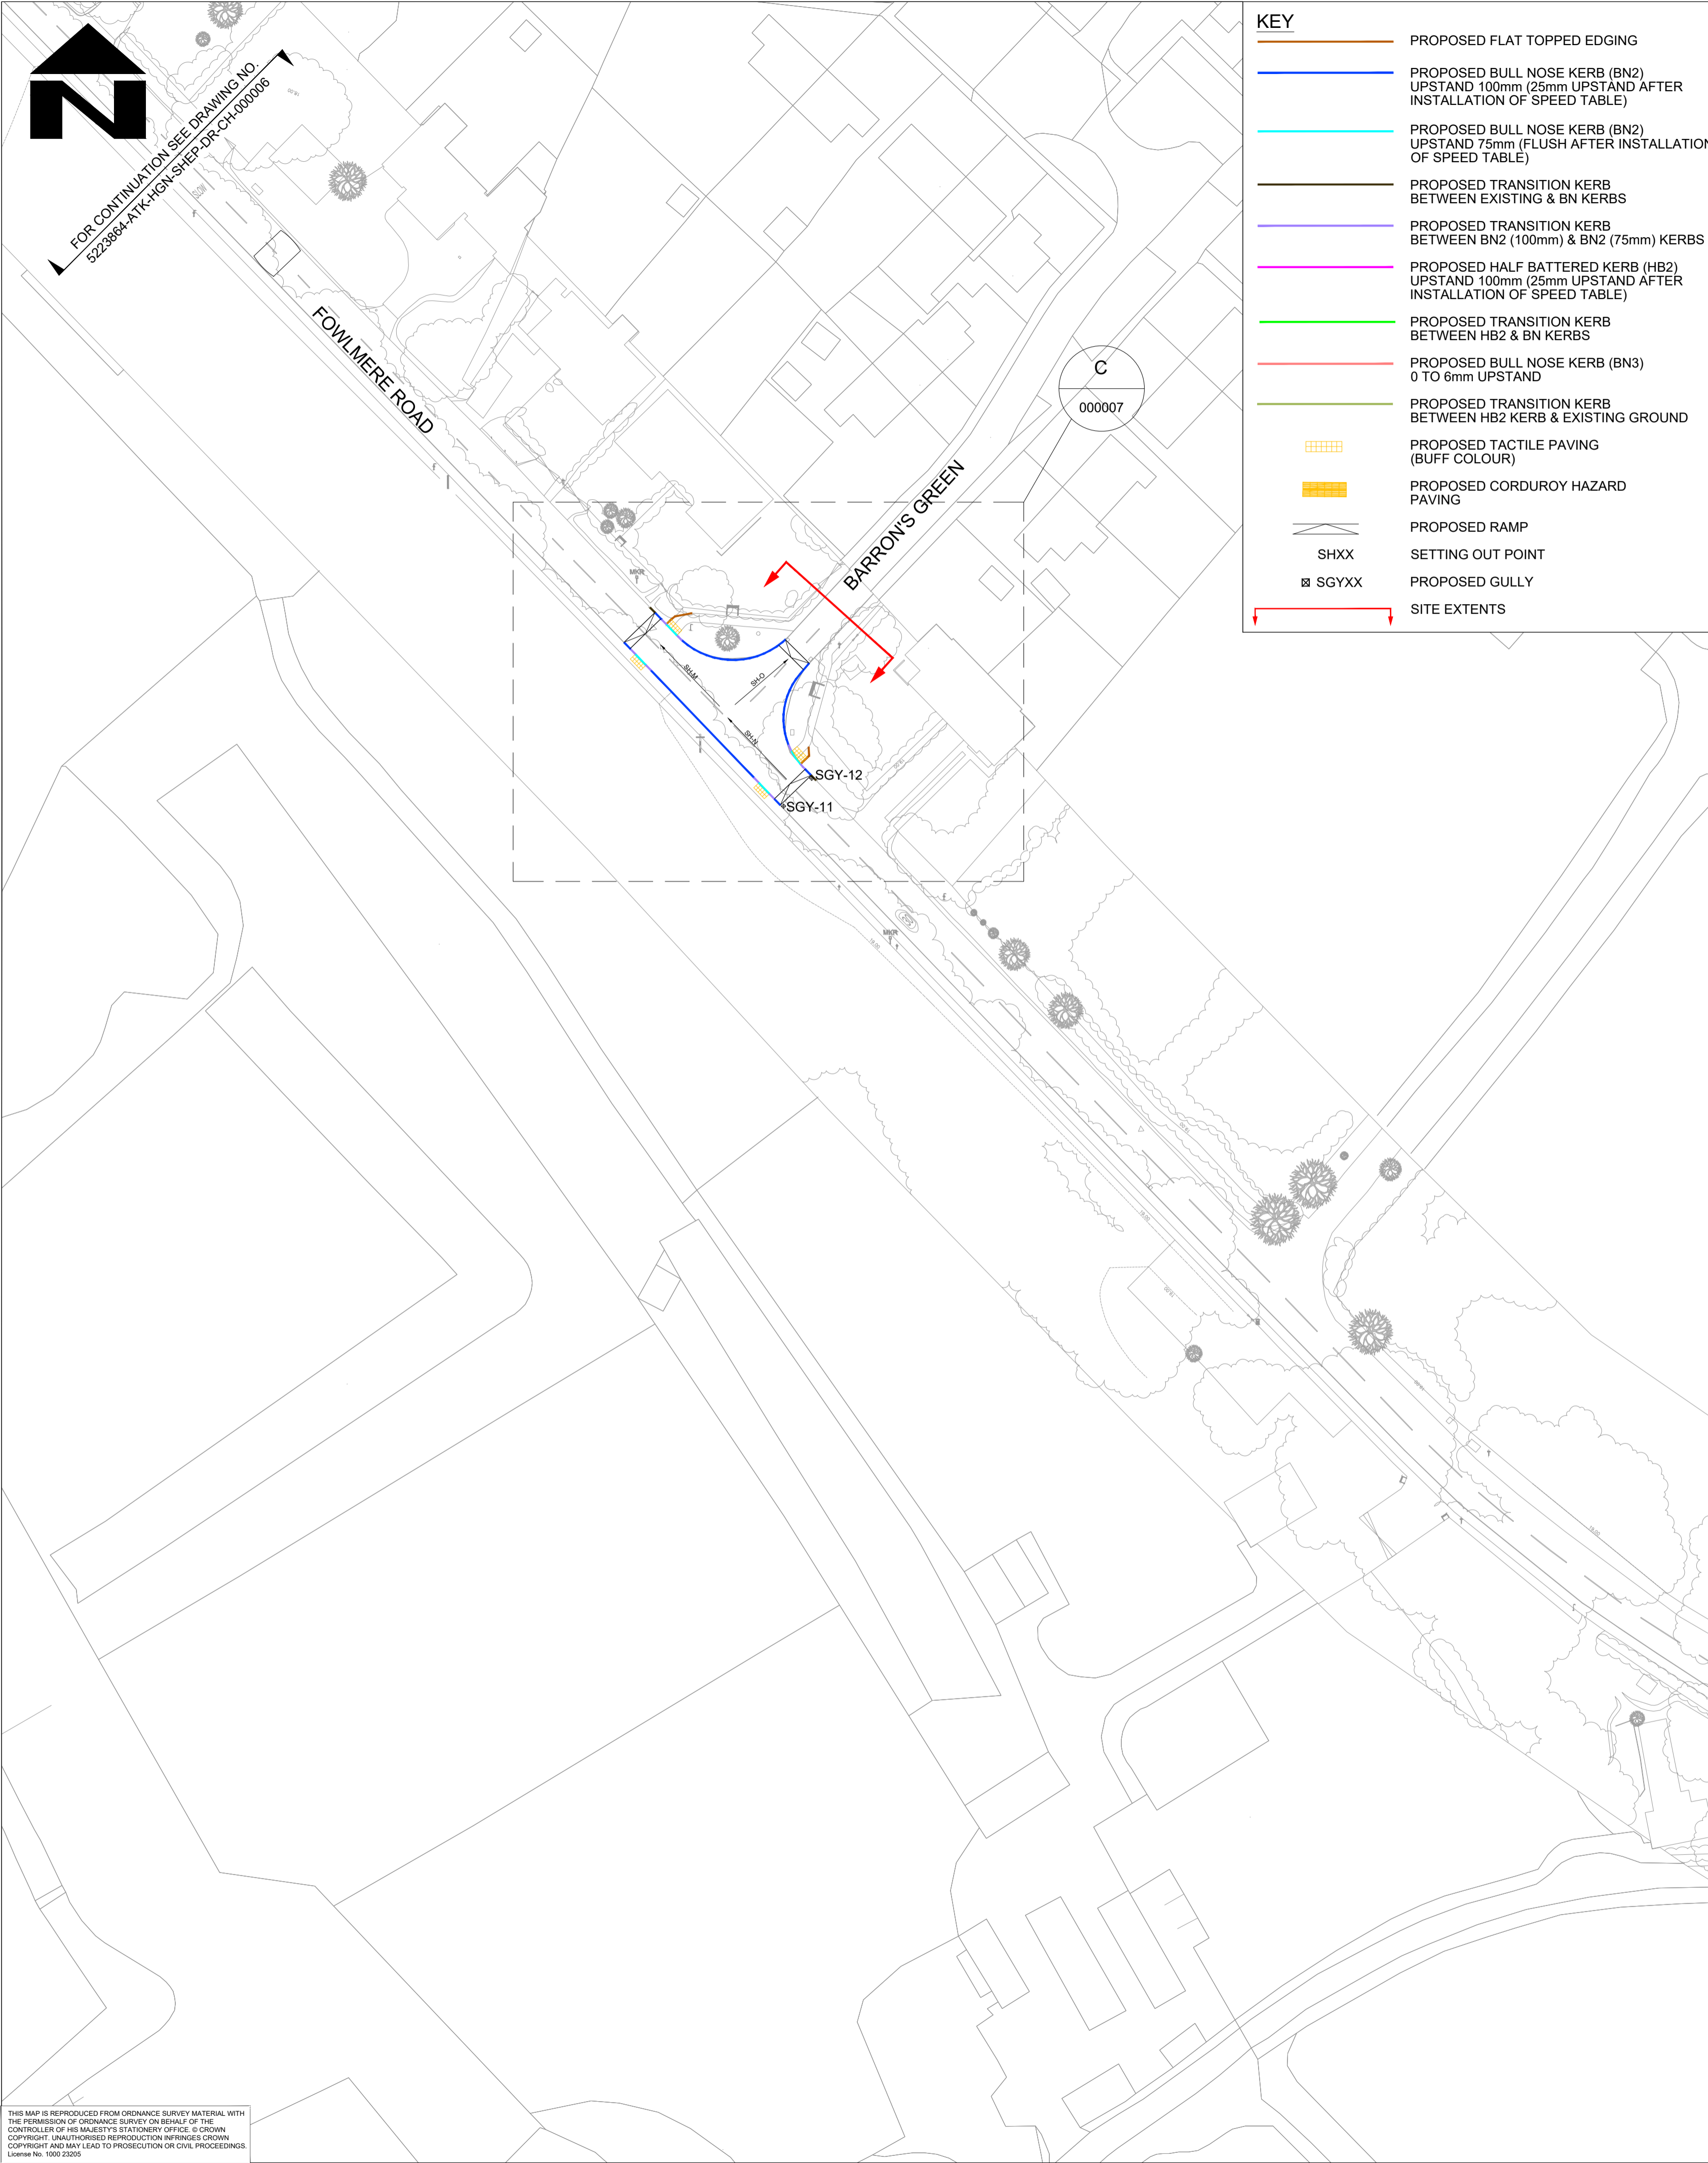 N
FOR CONTINUATION SEE DRAWING NO.
5223864-ATK-HGN-SHEP-DR-CH-000006
SLOW
FOWLMERE ROAD
BARRON'S GREEN
C
000007
MKR
SH-M
SH-O
SH-N
SGY-12
SGY-11
MKR
19.00
KEY
PROPOSED FLAT TOPPED EDGING
PROPOSED BULL NOSE KERB (BN2)
UPSTAND 100mm (25mm UPSTAND AFTER
INSTALLATION OF SPEED TABLE)
PROPOSED BULL NOSE KERB (BN2)
UPSTAND 75mm (FLUSH AFTER INSTALLATION
OF SPEED TABLE)
PROPOSED TRANSITION KERB
BETWEEN EXISTING & BN KERBS
PROPOSED TRANSITION KERB
BETWEEN BN2 (100mm) & BN2 (75mm) KERBS
PROPOSED HALF BATTERED KERB (HB2)
UPSTAND 100mm (25mm UPSTAND AFTER
INSTALLATION OF SPEED TABLE)
PROPOSED TRANSITION KERB
BETWEEN HB2 & BN KERBS
PROPOSED BULL NOSE KERB (BN3)
0 TO 6mm UPSTAND
PROPOSED TRANSITION KERB
BETWEEN HB2 KERB & EXISTING GROUND
PROPOSED TACTILE PAVING
(BUFF COLOUR)
PROPOSED CORDUROY HAZARD
PAVING
PROPOSED RAMP
SHXX SETTING OUT POINT
SGYXX PROPOSED GULLY
SITE EXTENTS
THIS MAP IS REPRODUCED FROM ORDNANCE SURVEY MATERIAL WITH
THE PERMISSION OF ORDNANCE SURVEY ON BEHALF OF THE
CONTROLLER OF HIS MAJESTY'S STATIONERY OFFICE. © CROWN
COPYRIGHT. UNAUTHORISED REPRODUCTION INFRINGES CROWN
COPYRIGHT AND MAY LEAD TO PROSECUTION OR CIVIL PROCEEDINGS.
License No. 1000 23205